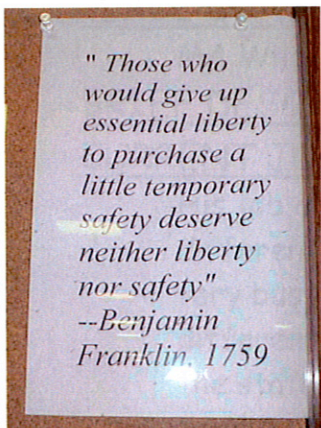 " Those who
would give up
essential liberty
to purchase a
little temporary
safety deserve
neither liberty
nor safety"
--Benjamin
Franklin, 1759